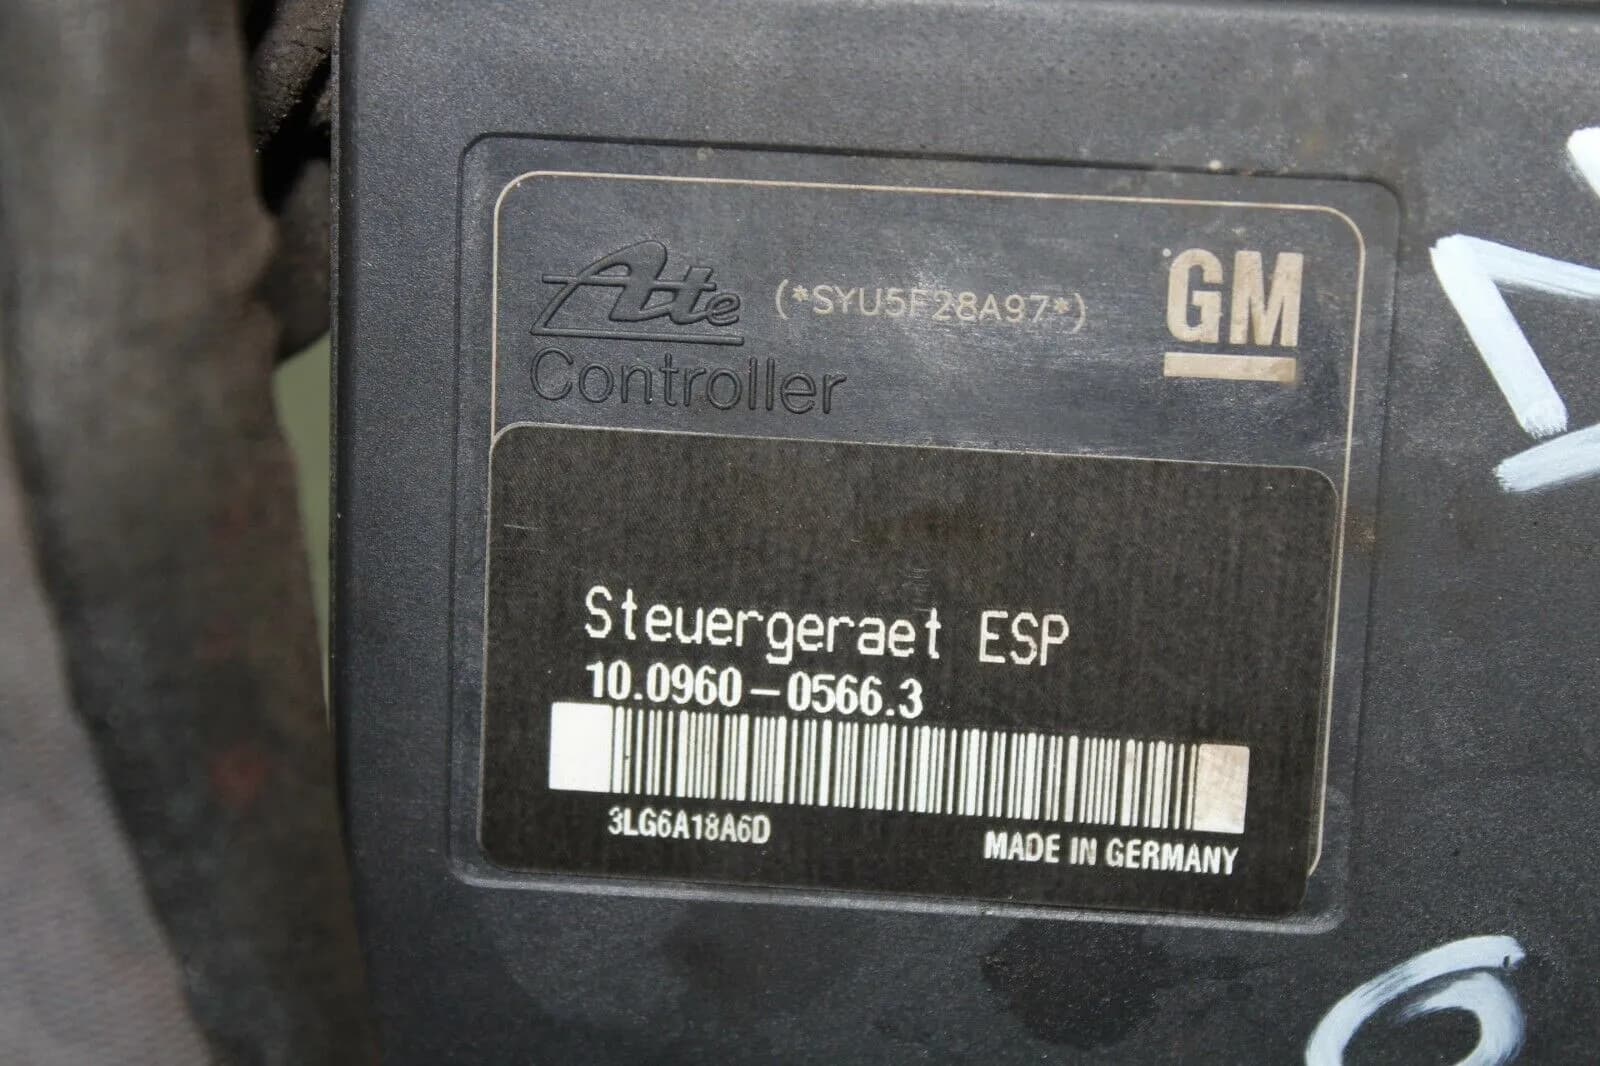 Ate (*SYU5F28A97*) GM
Controller
Steuergeraet ESP
10.0960-0566.3
3LG6A18A6D
MADE IN GERMANY